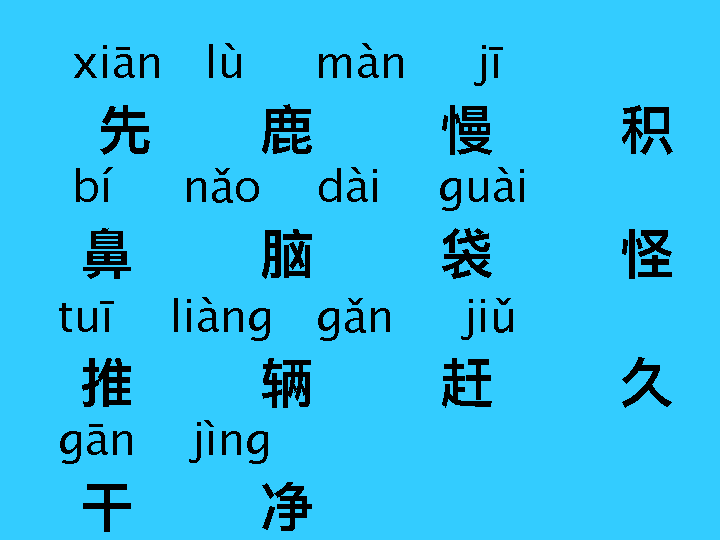 xiān lù màn jī
先 鹿 慢 积
bí nǎo dài guài
鼻 脑 袋 怪
tuī liàng gǎn jiǔ
推 辆 赶 久
gān jìng
干 净